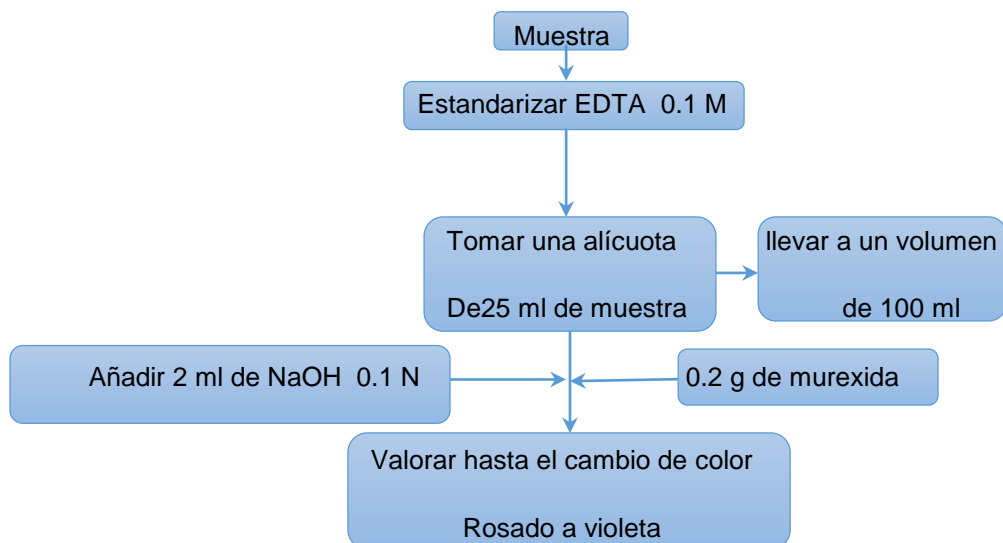 Muestra
Estandarizar EDTA 0.1 M
Tomar una alícuota
De25 ml de muestra
llevar a un volumen
de 100 ml
Añadir 2 ml de NaOH 0.1 N
0.2 g de murexida
Valorar hasta el cambio de color
Rosado a violeta